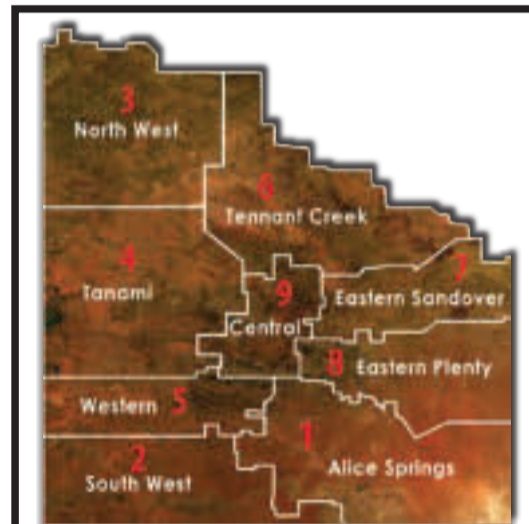 3
North West
6
Tennant Creek
4
Tanami
7
Eastern Sandover
9
Central
8
Eastern Plenty
Western 5
1
Alice Springs
2
South West